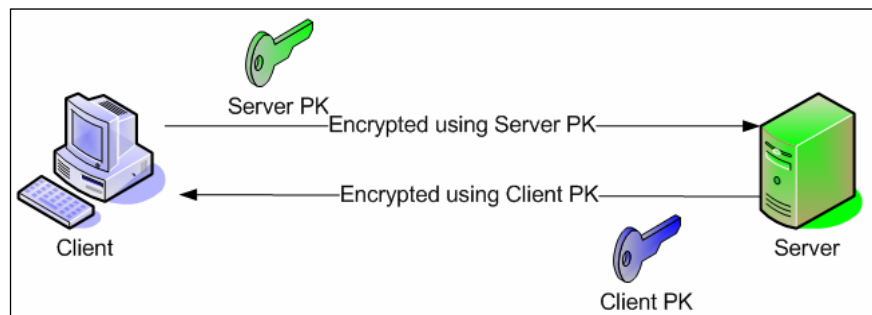 Server PK
Encrypted using Server PK
Encrypted using Client PK
Client
Server
Client PK